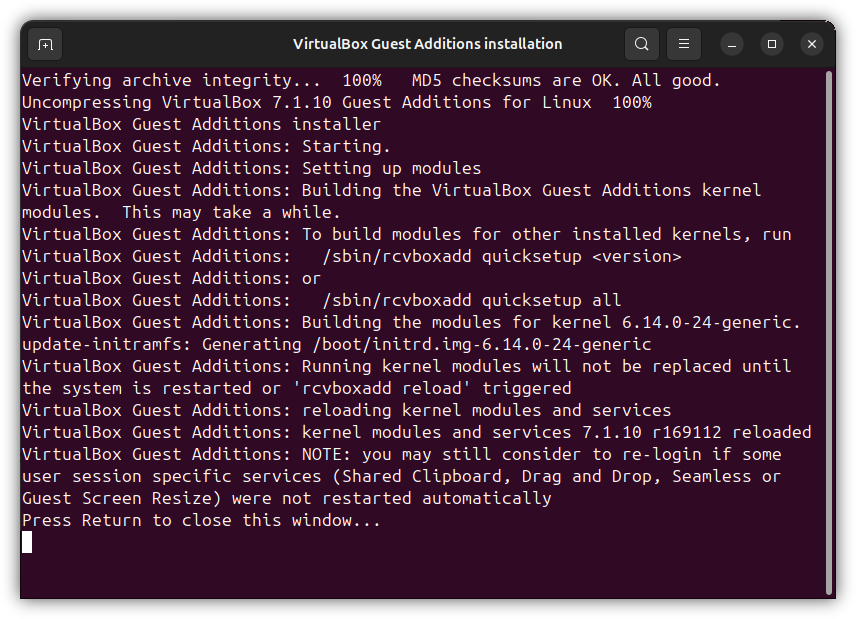 VirtualBox Guest Additions installation
Verifying archive integrity...  100%   MD5 checksums are OK. All good.
Uncompressing VirtualBox 7.1.10 Guest Additions for Linux  100%
VirtualBox Guest Additions installer
VirtualBox Guest Additions: Starting.
VirtualBox Guest Additions: Setting up modules
VirtualBox Guest Additions: Building the VirtualBox Guest Additions kernel
modules.  This may take a while.
VirtualBox Guest Additions: To build modules for other installed kernels, run
VirtualBox Guest Additions:   /sbin/rcvboxadd quicksetup <version>
VirtualBox Guest Additions: or
VirtualBox Guest Additions:   /sbin/rcvboxadd quicksetup all
VirtualBox Guest Additions: Building the modules for kernel 6.14.0-24-generic.
update-initramfs: Generating /boot/initrd.img-6.14.0-24-generic
VirtualBox Guest Additions: Running kernel modules will not be replaced until
the system is restarted or 'rcvboxadd reload' triggered
VirtualBox Guest Additions: reloading kernel modules and services
VirtualBox Guest Additions: kernel modules and services 7.1.10 r169112 reloaded
VirtualBox Guest Additions: NOTE: you may still consider to re-login if some
user session specific services (Shared Clipboard, Drag and Drop, Seamless or
Guest Screen Resize) were not restarted automatically
Press Return to close this window...